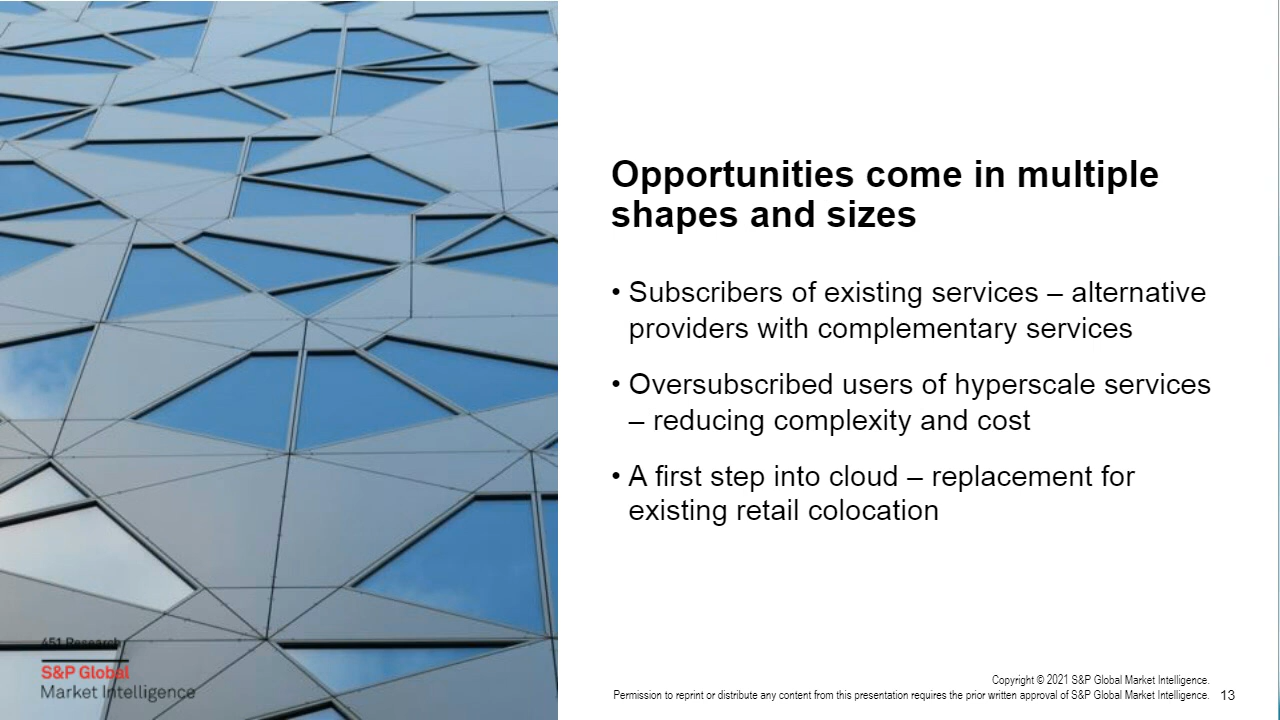 Opportunities come in multiple
shapes and sizes
• Subscribers of existing services – alternative
providers with complementary services
• Oversubscribed users of hyperscale services
– reducing complexity and cost
• A first step into cloud – replacement for
existing retail colocation
451 Research
S&P Global
Market Intelligence
Copyright © 2021 S&P Global Market Intelligence.
Permission to reprint or distribute any content from this presentation requires the prior written approval of S&P Global Market Intelligence.
13